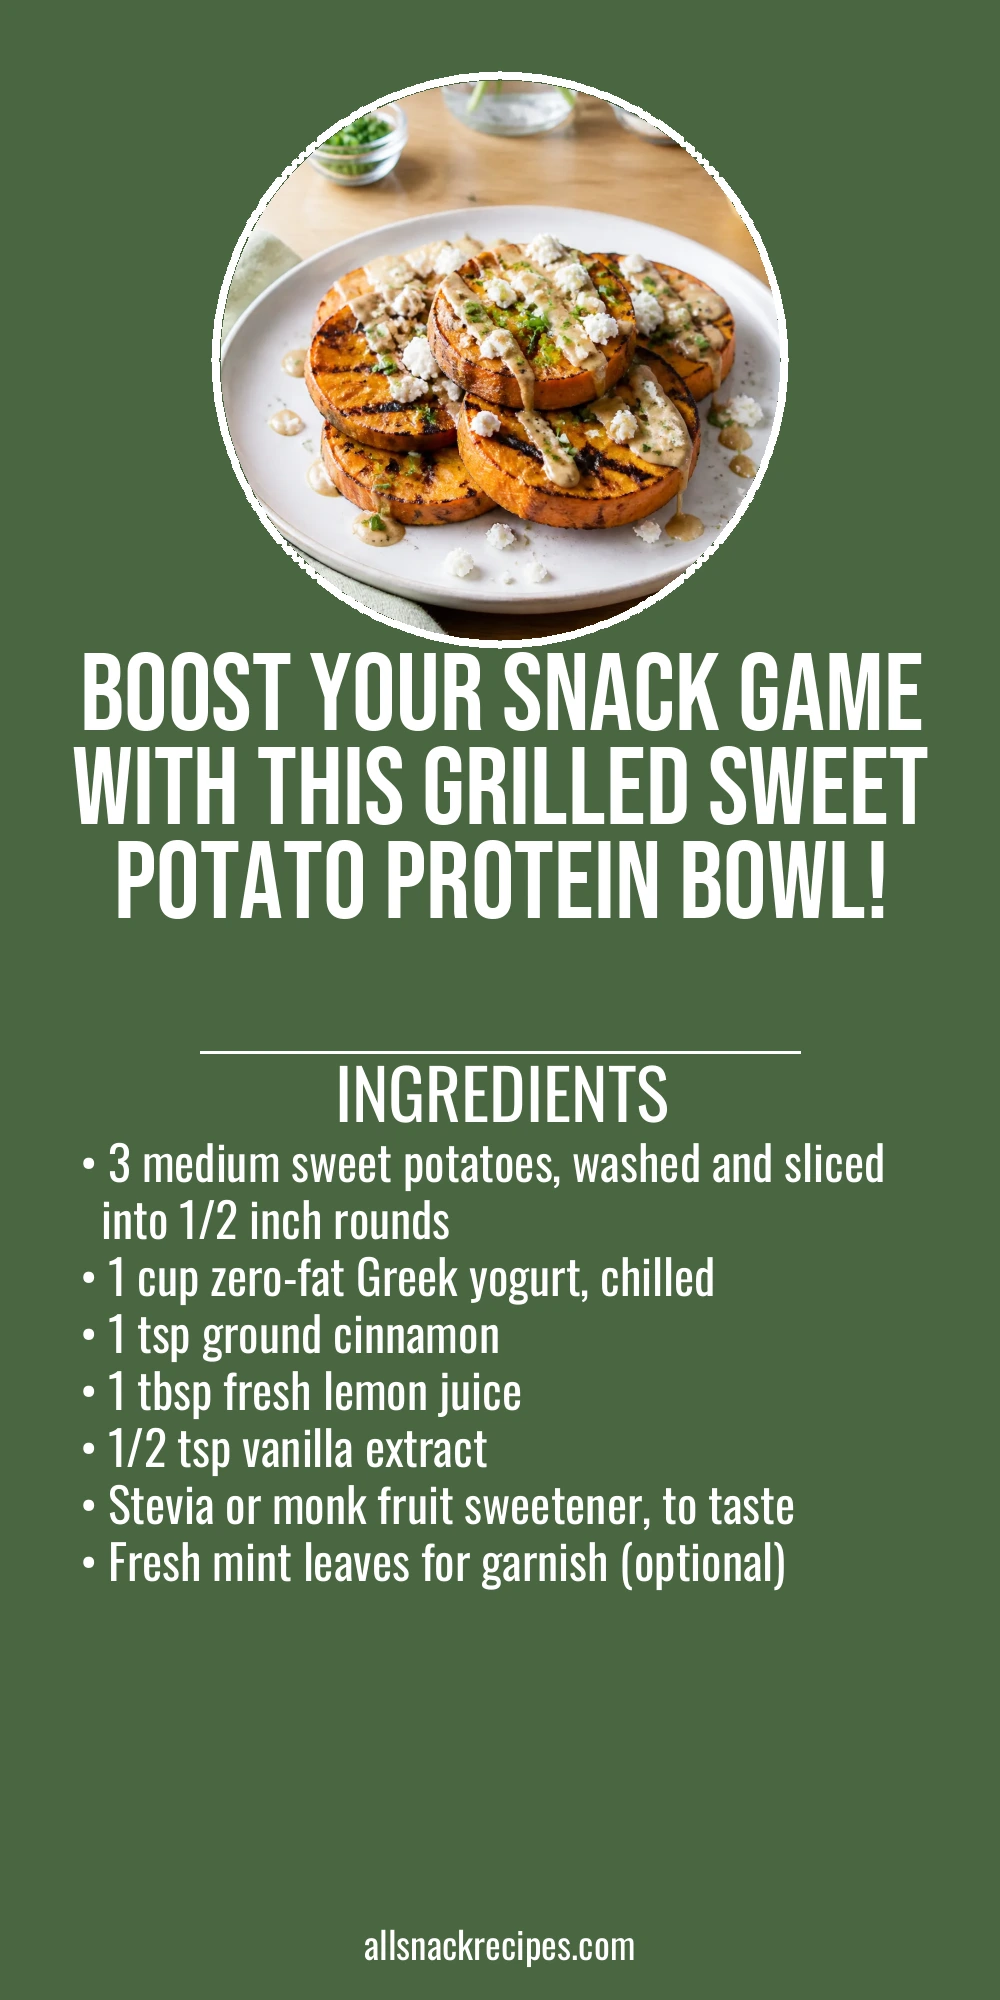 BOOST YOUR SNACK GAME
WITH THIS GRILLED SWEET
POTATO PROTEIN BOWL!
INGREDIENTS
• 3 medium sweet potatoes, washed and sliced
into 1/2 inch rounds
• 1 cup zero-fat Greek yogurt, chilled
• 1 tsp ground cinnamon
• 1 tbsp fresh lemon juice
• 1/2 tsp vanilla extract
• Stevia or monk fruit sweetener, to taste
• Fresh mint leaves for garnish (optional)
allsnackrecipes.com